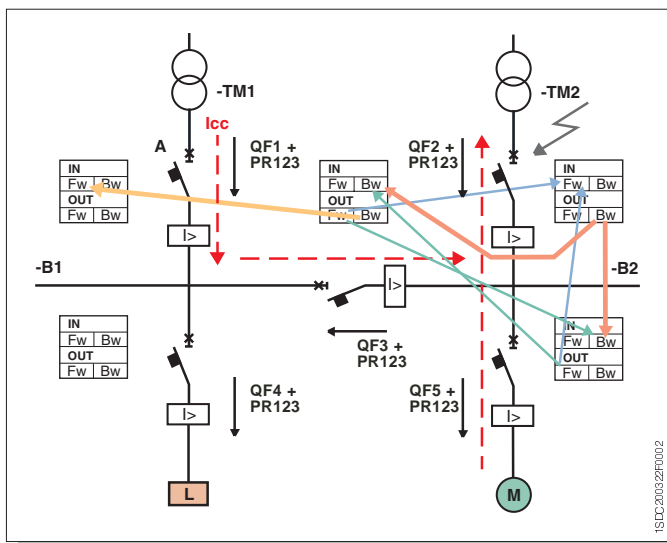 -TM1
-TM2
Icc
A
QF1 +
PR123
QF2 +
PR123
IN
Fw Bw
OUT
Fw Bw
IN
Fw Bw
OUT
Fw Bw
IN
Fw Bw
OUT
Fw Bw
I>
I>
-B1
-B2
I>
IN
Fw Bw
OUT
Fw Bw
IN
Fw Bw
OUT
Fw Bw
QF3 +
PR123
QF4 +
PR123
QF5 +
PR123
I>
I>
L
M
1SDC200322F0002